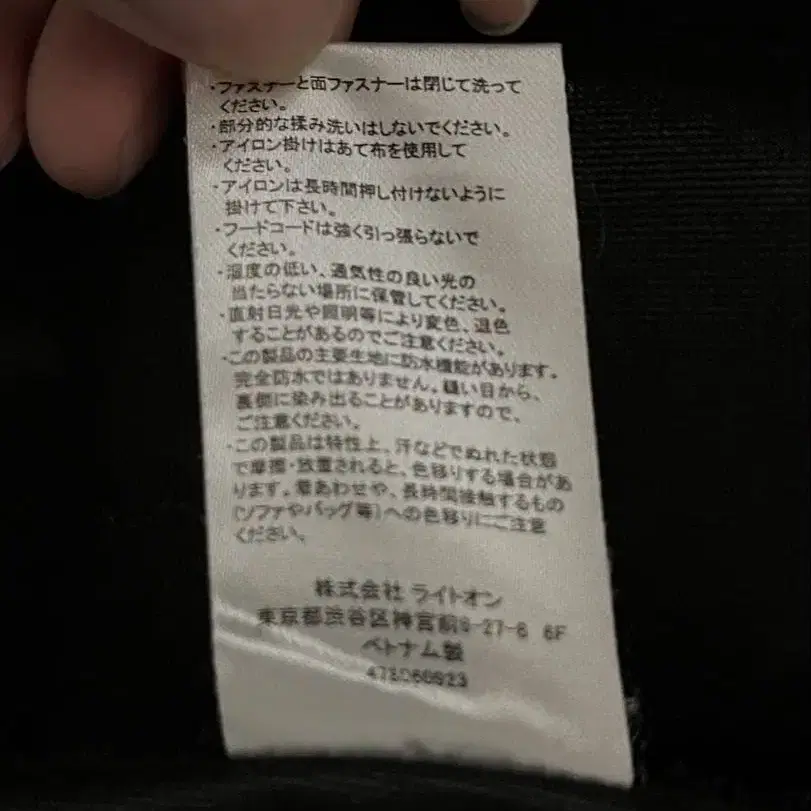 ・ファスナーと面ファスナーは閉じて洗って
ください。
・部分的な揉み洗いはしないでください。
・アイロン掛けはあて布を使用して
ください。
・アイロンは長時間押し付けないように
掛けて下さい。
・フードコードは強く引っ張らないで
ください。
・湿度の低い、通気性の良い光の
当たらない場所に保管してください。
・直射日光や照明等により変色、退色
することがあるのでご注意ください。
・この製品の主要生地に防水機能があります。
完全防水ではありません。縫い目から、
裏側に染み出ることがありますので、
ご注意ください。
・この製品は特性上、汗などでぬれた状態
で摩擦・放置されると、色移りする場合があ
ります。着あわせや、長時間接触するもの
(ソファやバッグ等)への色移りにご注意
ください。
株式会社 ライトオン
東京都渋谷区神宮前6-27-8 6F
ベトナム製